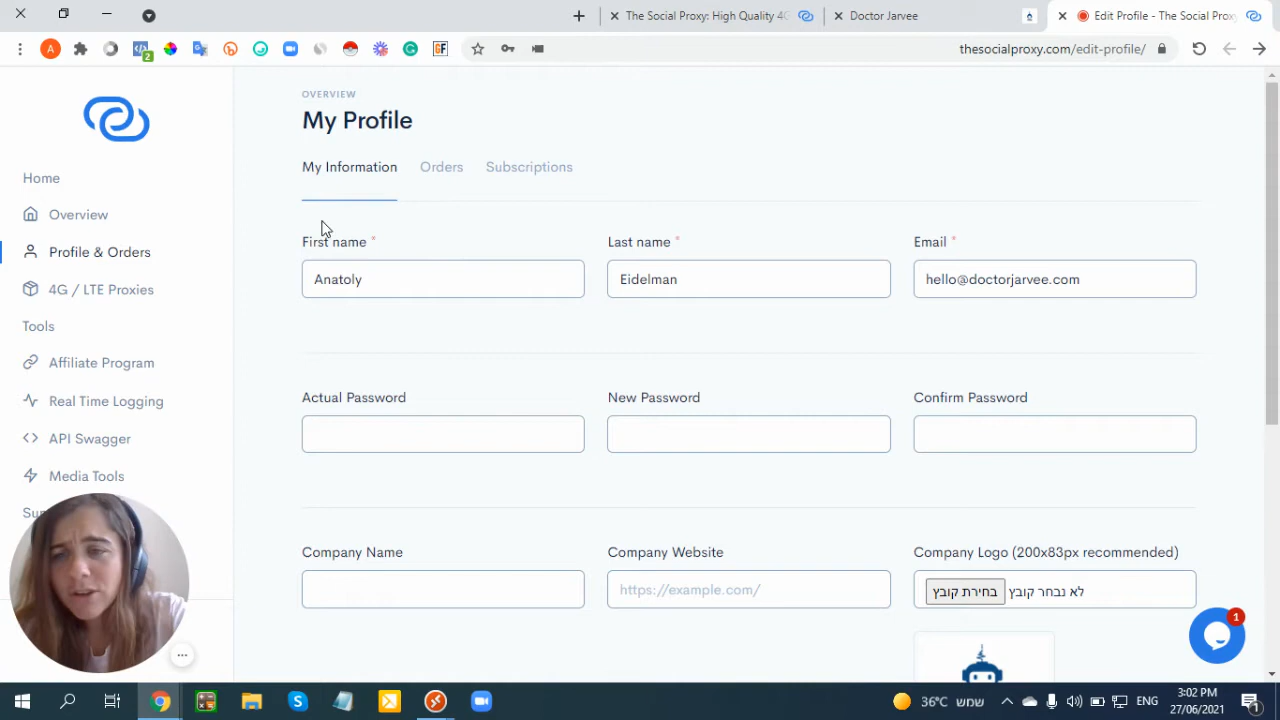 The Social Proxy: High Quality 4G
Doctor Jarvee
Edit Profile - The Social Proxy
A
2
GF
thesocialproxy.com/edit-profile/
OVERVIEW
My Profile
My Information
Orders
Subscriptions
Home
Overview
Profile & Orders
4G / LTE Proxies
Tools
Affiliate Program
Real Time Logging
API Swagger
Media Tools
First name *
Last name *
Email *
Anatoly
Eidelman
hello@doctorjarvee.com
Actual Password
New Password
Confirm Password
Company Name
Company Website
Company Logo (200x83px recommended)
https://example.com/
בחירת קובץ לא נבחר קובץ
1
36°C שמש
ENG
3:02 PM
27/06/2021
1